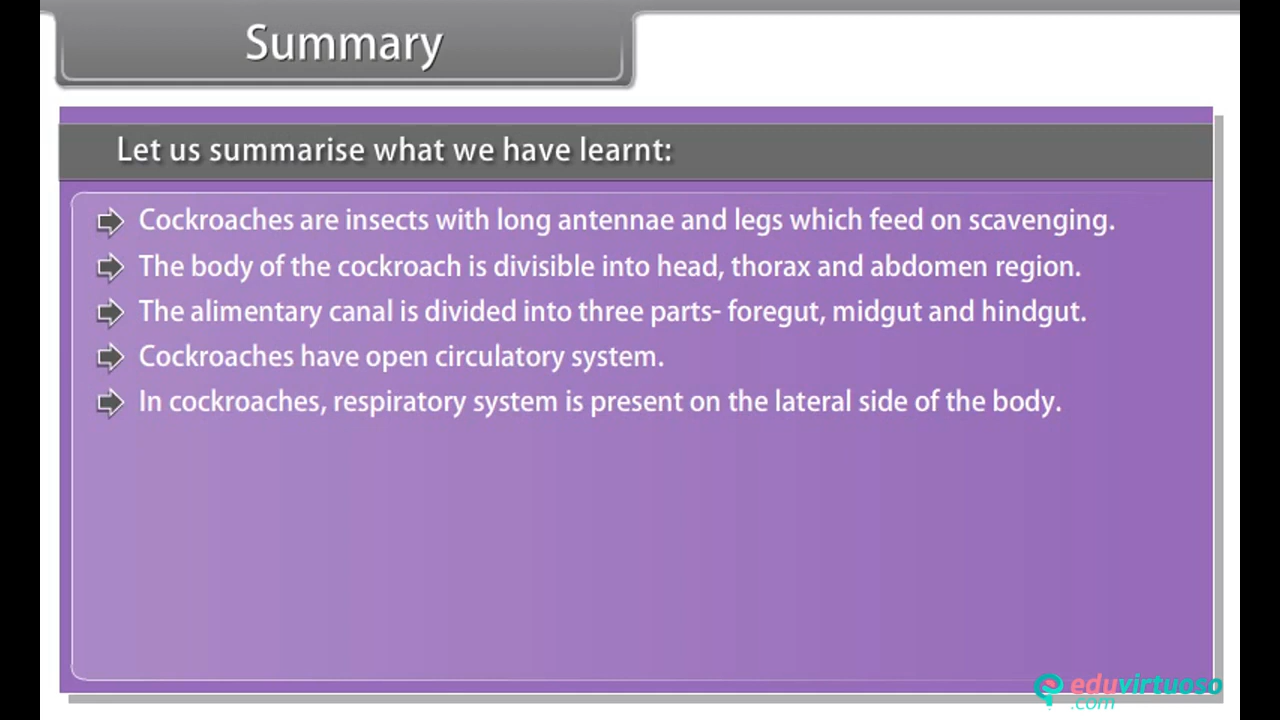 Summary
Let us summarise what we have learnt:
Cockroaches are insects with long antennae and legs which feed on scavenging.
The body of the cockroach is divisible into head, thorax and abdomen region.
The alimentary canal is divided into three parts- foregut, midgut and hindgut.
Cockroaches have open circulatory system.
In cockroaches, respiratory system is present on the lateral side of the body.
eduvirtuoso
.com